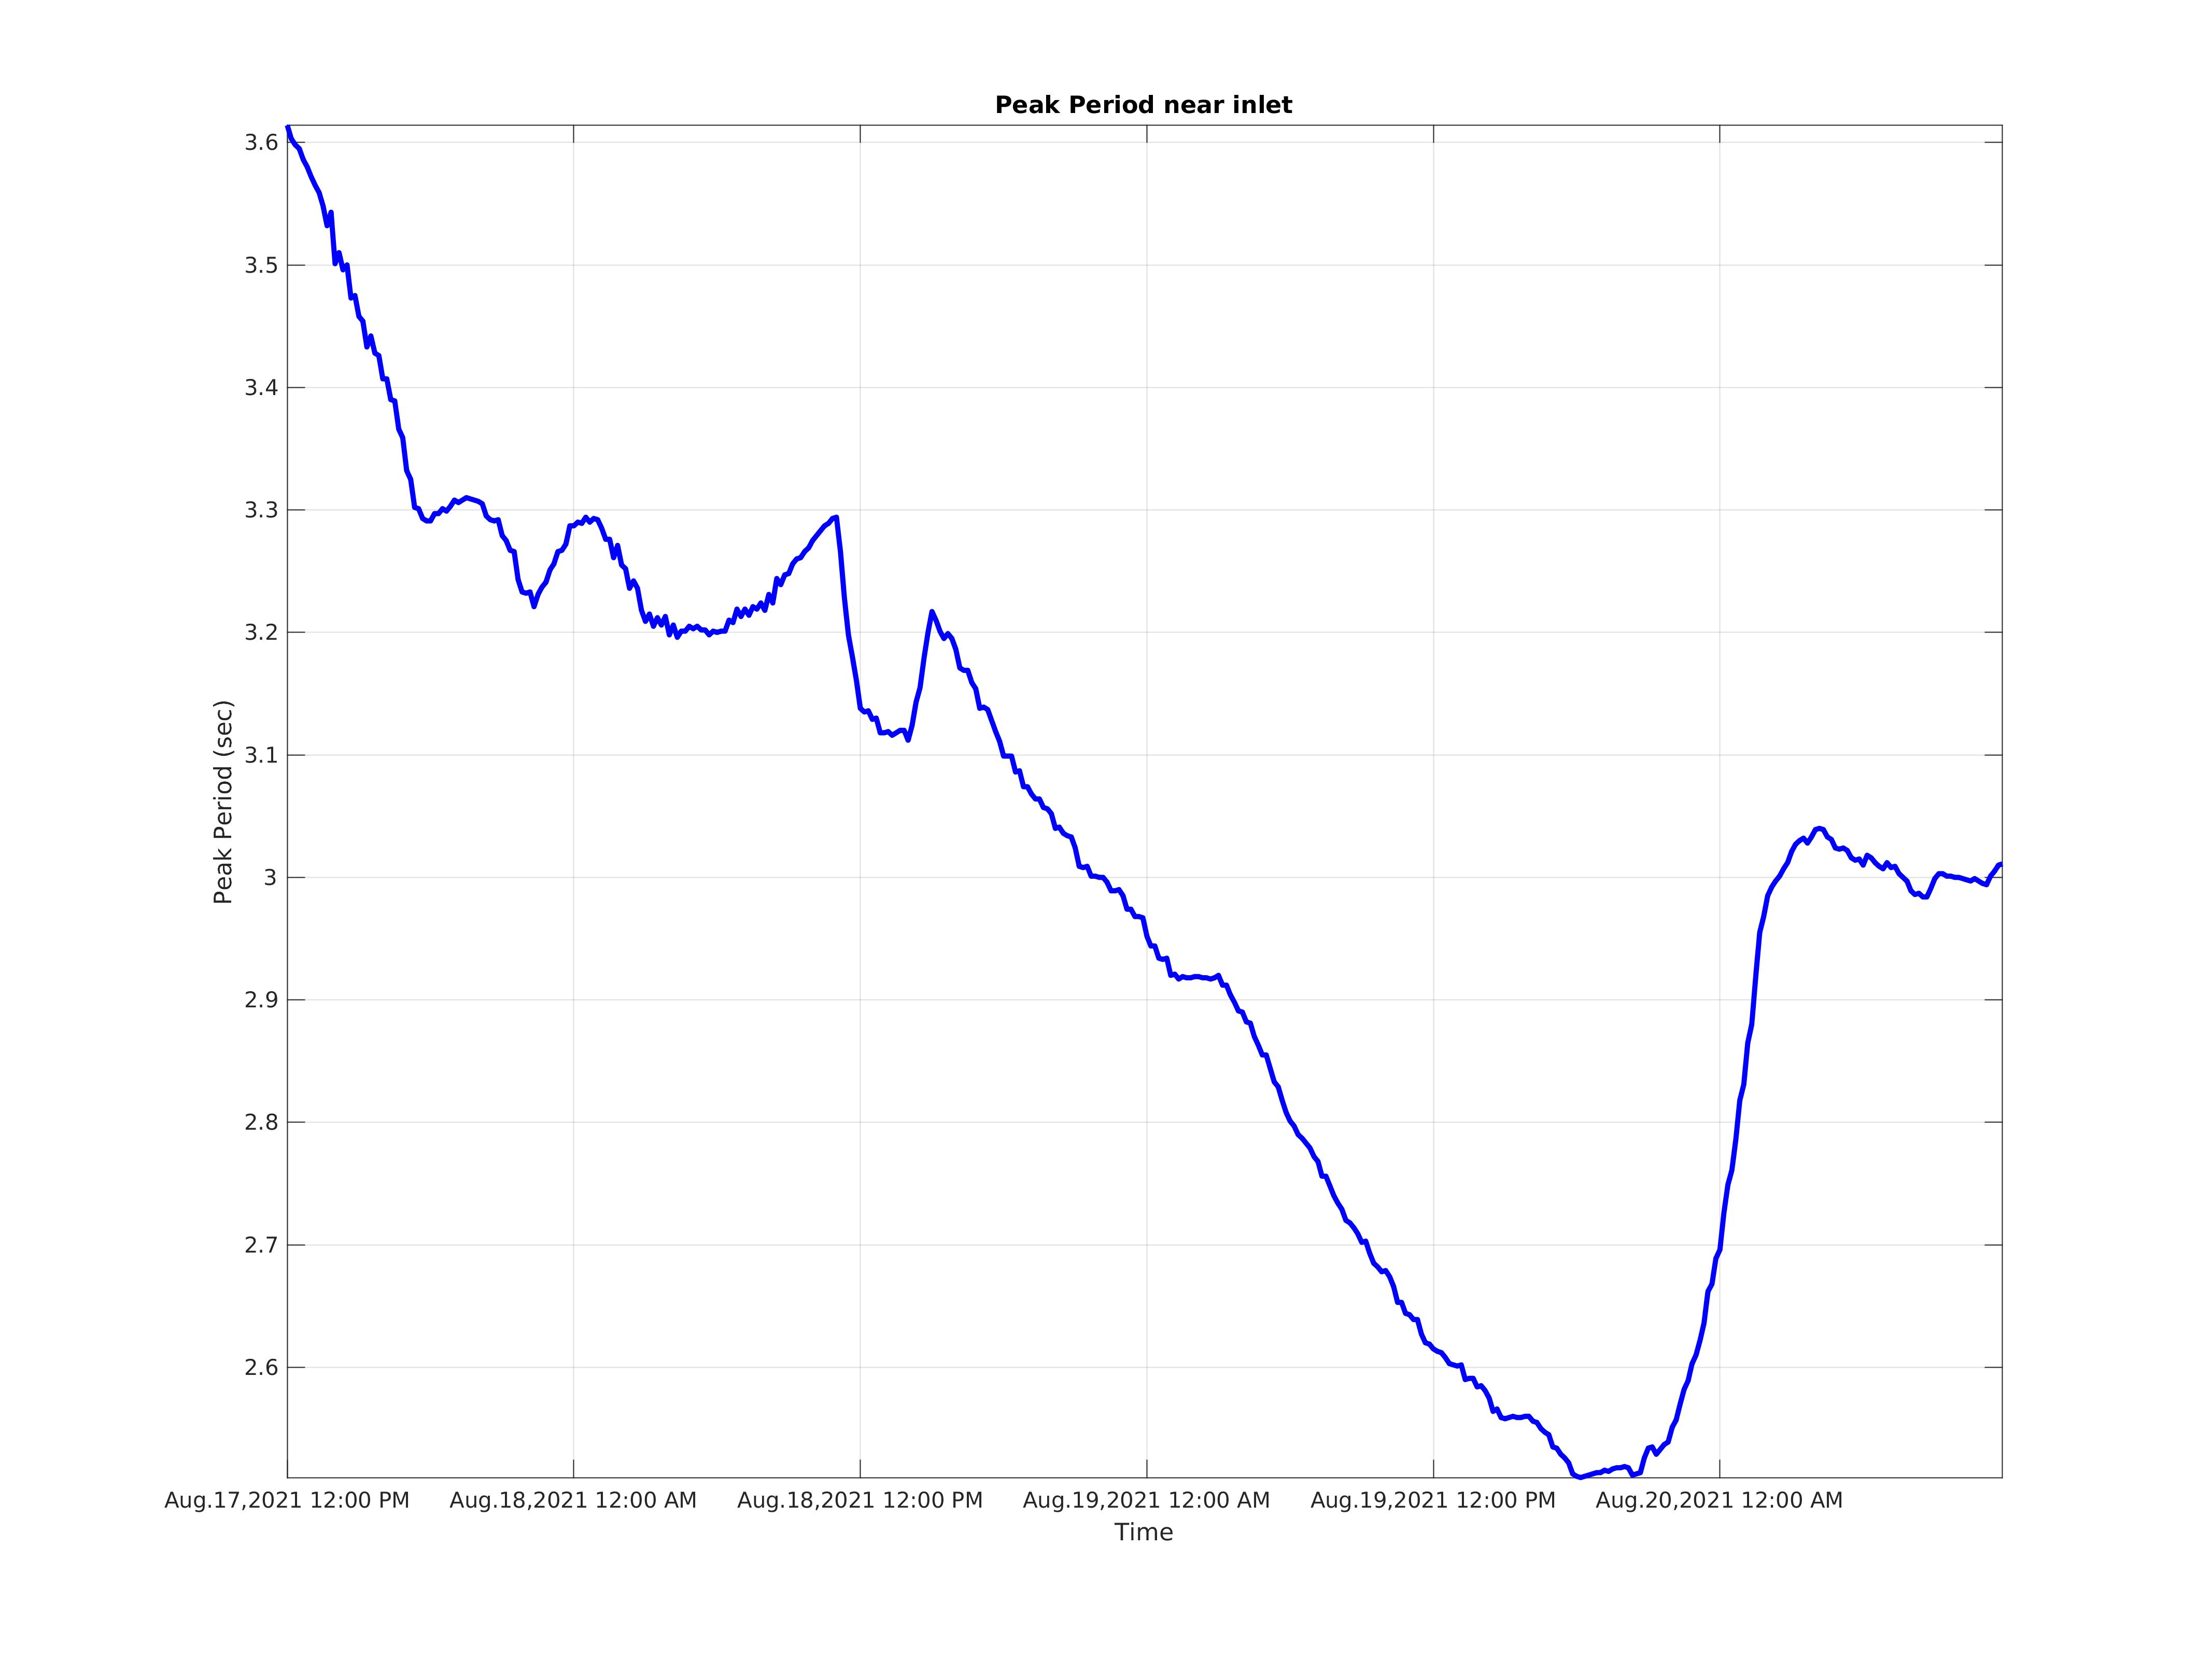 Peak Period near inlet
3.6
3.5
3.4
3.3
3.2
3.1
3
2.9
2.8
2.7
2.6
Peak Period (sec)
Aug.17,2021 12:00 PM Aug.18,2021 12:00 AM Aug.18,2021 12:00 PM Aug.19,2021 12:00 AM Aug.19,2021 12:00 PM Aug.20,2021 12:00 AM
Time